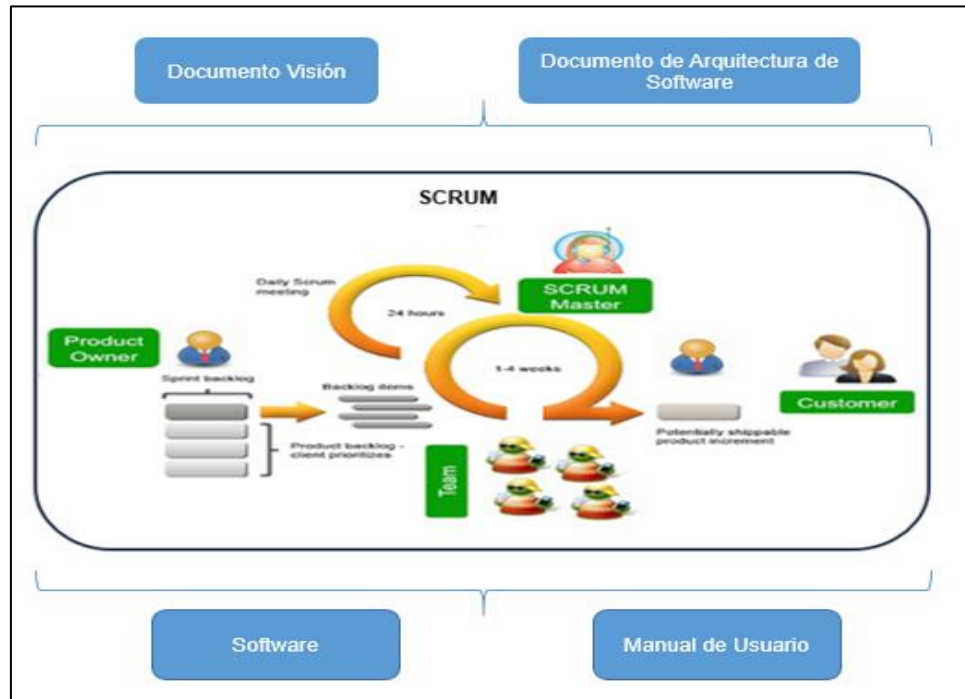 Documento Visión
Documento de Arquitectura de
Software
SCRUM
Daily Scrum
meeting
24 hours
SCRUM
Master
Product
Owner
Sprint backlog
Backlog items
1-4 weeks
Customer
Product backlog -
client prioritizes
Team
Potentially shippable
product increment
Software
Manual de Usuario